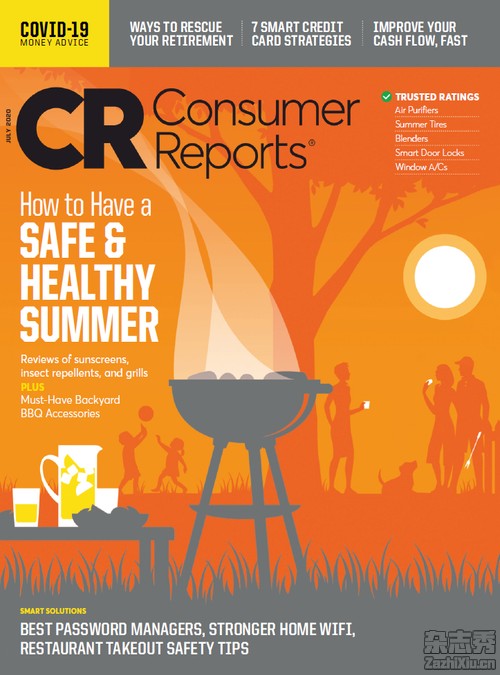 COVID-19
MONEY ADVICE
WAYS TO RESCUE
YOUR RETIREMENT
7 SMART CREDIT
CARD STRATEGIES
IMPROVE YOUR
CASH FLOW, FAST
JULY 2020
CR Consumer
Reports®
TRUSTED RATINGS
Air Purifiers
Summer Tires
Blenders
Smart Door Locks
Window A/Cs
How to Have a
SAFE &
HEALTHY
SUMMER
Reviews of sunscreens,
insect repellents, and grills
PLUS
Must-Have Backyard
BBQ Accessories
SMART SOLUTIONS
BEST PASSWORD MANAGERS, STRONGER HOME WIFI,
RESTAURANT TAKEOUT SAFETY TIPS
杂志秀
ZazhiXiu.cn